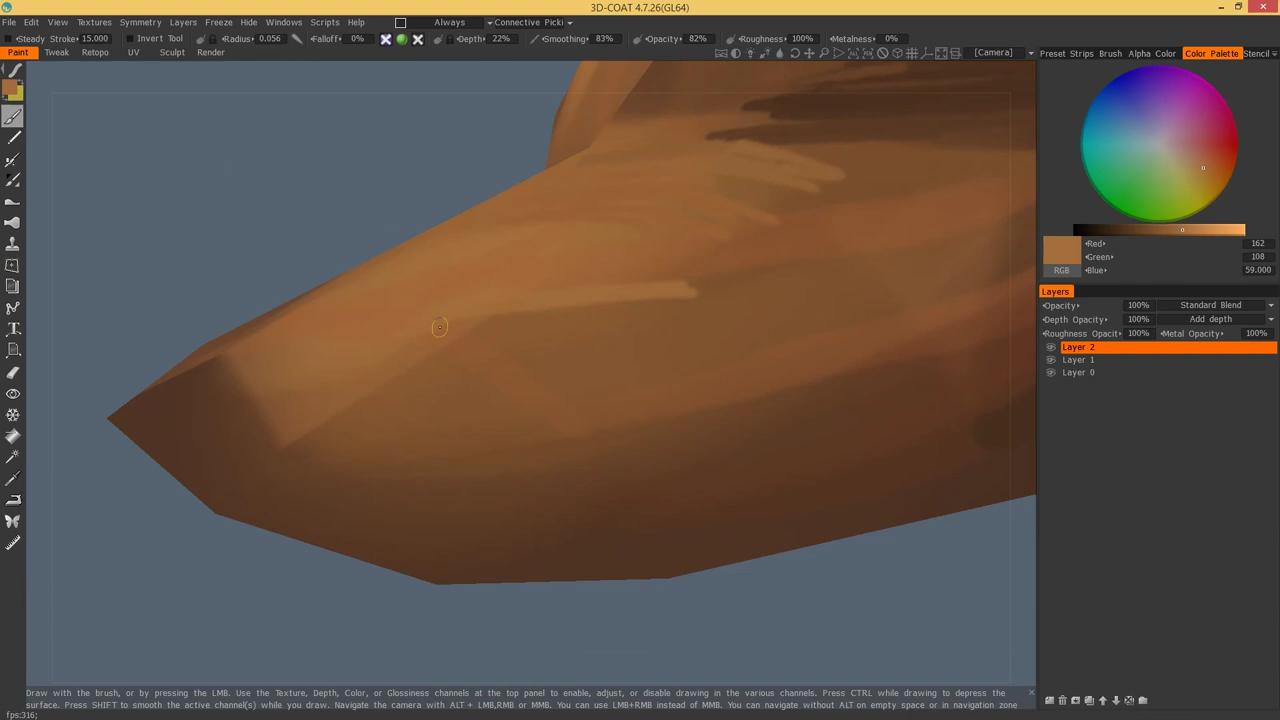 3D-COAT 4.7.26(GL64)
File Edit View Textures Symmetry Layers Freeze Hide Windows Scripts Help Always Connective Picki
Steady Stroke 15.000 Invert Tool Radius 0.056 Falloff 0% Depth 22% Smoothing 83% Opacity 82% Roughness 100% Metalness 0%
Paint Tweak Retopo UV Sculpt Render [Camera] Preset Strips Brush Alpha Color Color Palette Stencil
Red 162
Green 108
RGB Blue 59.000
Layers
Opacity 100% Standard Blend
Depth Opacity 100% Add depth
Roughness Opacit 100% Metal Opacity 100%
Layer 2
Layer 1
Layer 0
Draw with the brush, or by pressing the LMB. Use the Texture, Depth, Color, or Glossiness channels at the top panel to enable, adjust, or disable drawing in the various channels. Press CTRL while drawing to depress the
surface. Press SHIFT to smooth the active channel(s) while you draw. Navigate the camera with ALT + LMB,RMB or MMB. You can use LMB+RMB instead of MMB. You can navigate without ALT on empty space or in navigation zone
fps:316;